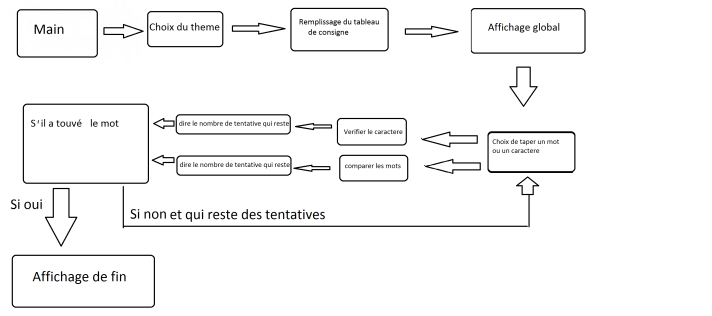 Main
Choix du theme
Remplissage du tableau
de consigne
Affichage global
Choix de taper un mot
ou un caractere
Verifier le caractere
comparer les mots
dire le nombre de tentative qui reste
dire le nombre de tentative qui reste
S'il a touvé le mot
Si oui
Si non et qui reste des tentatives
Affichage de fin